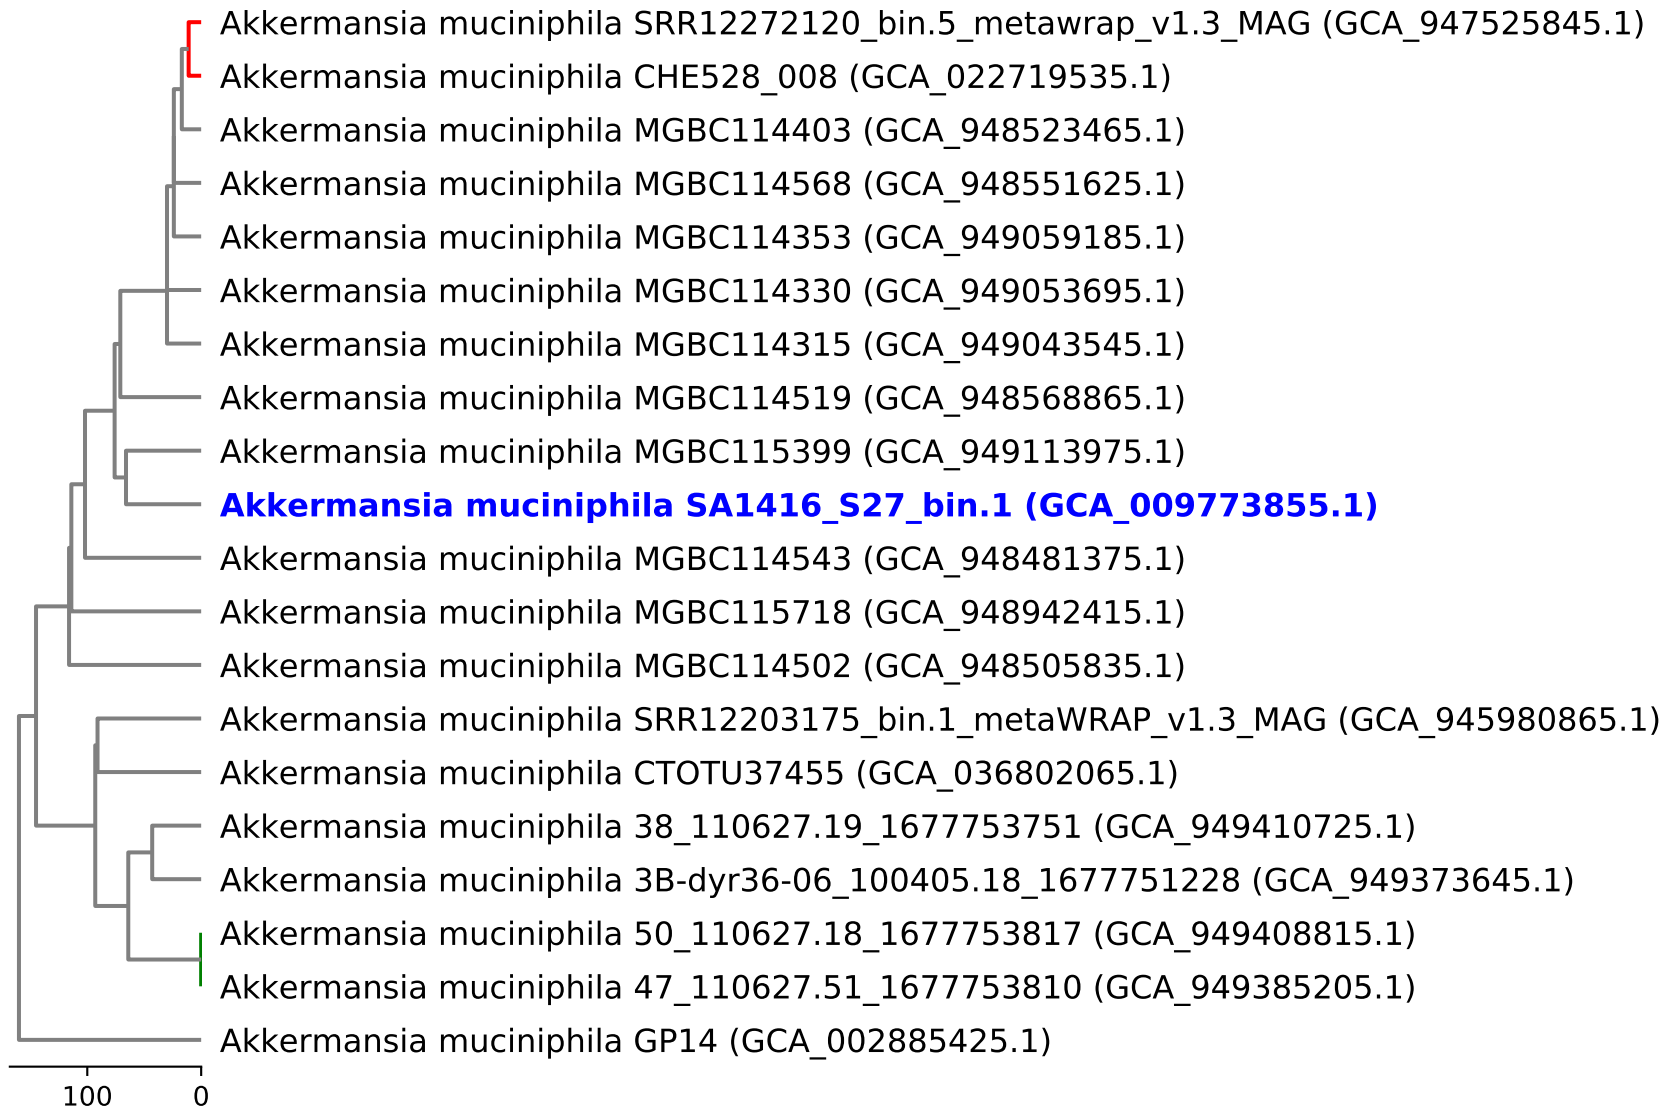 Akkermansia muciniphila SRR12272120_bin.5_metawrap_v1.3_MAG (GCA_947525845.1)
Akkermansia muciniphila CHE528_008 (GCA_022719535.1)
Akkermansia muciniphila MGBC114403 (GCA_948523465.1)
Akkermansia muciniphila MGBC114568 (GCA_948551625.1)
Akkermansia muciniphila MGBC114353 (GCA_949059185.1)
Akkermansia muciniphila MGBC114330 (GCA_949053695.1)
Akkermansia muciniphila MGBC114315 (GCA_949043545.1)
Akkermansia muciniphila MGBC114519 (GCA_948568865.1)
Akkermansia muciniphila MGBC115399 (GCA_949113975.1)
Akkermansia muciniphila SA1416_S27_bin.1 (GCA_009773855.1)
Akkermansia muciniphila MGBC114543 (GCA_948481375.1)
Akkermansia muciniphila MGBC115718 (GCA_948942415.1)
Akkermansia muciniphila MGBC114502 (GCA_948505835.1)
Akkermansia muciniphila SRR12203175_bin.1_metaWRAP_v1.3_MAG (GCA_945980865.1)
Akkermansia muciniphila CTOTU37455 (GCA_036802065.1)
Akkermansia muciniphila 38_110627.19_1677753751 (GCA_949410725.1)
Akkermansia muciniphila 3B-dyr36-06_100405.18_1677751228 (GCA_949373645.1)
Akkermansia muciniphila 50_110627.18_1677753817 (GCA_949408815.1)
Akkermansia muciniphila 47_110627.51_1677753810 (GCA_949385205.1)
Akkermansia muciniphila GP14 (GCA_002885425.1)
100 0